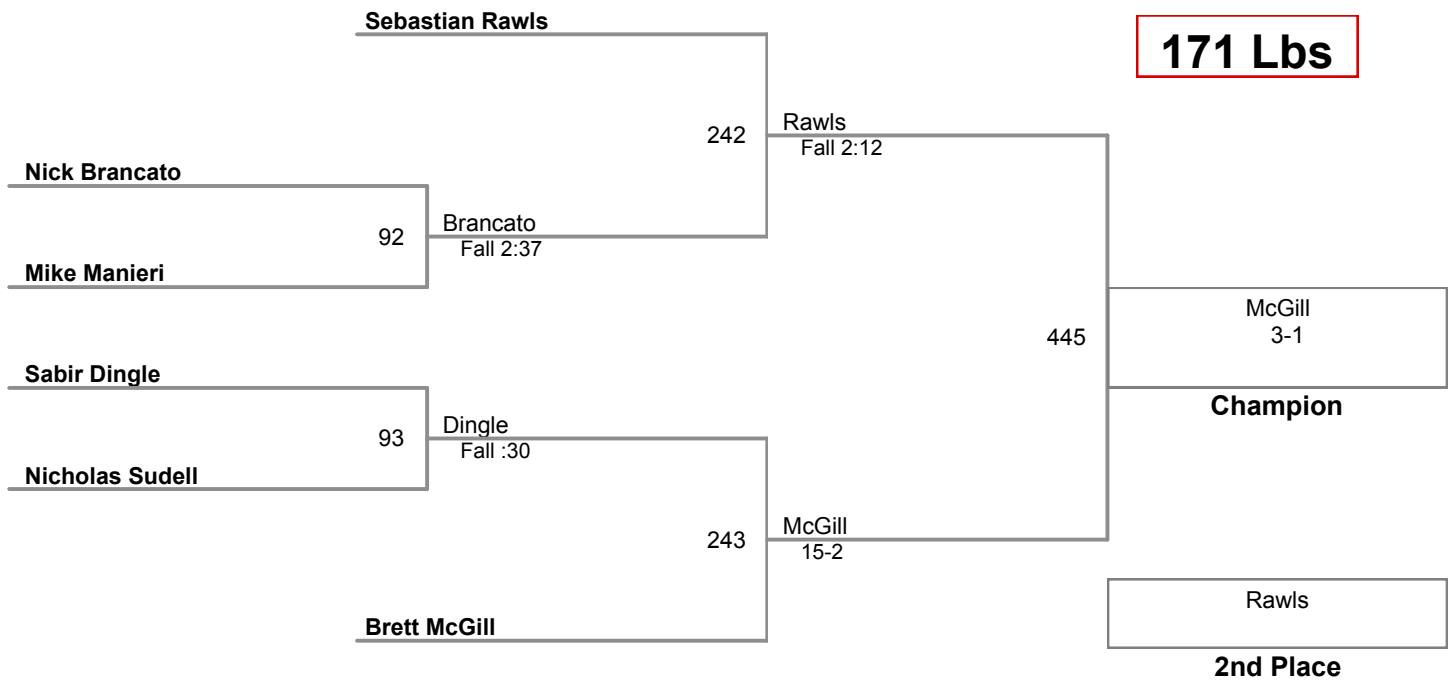 Sebastian Rawls
171 Lbs
242
Rawls
Fall 2:12
Nick Brancato
92
Brancato
Fall 2:37
Mike Manieri
445
McGill
3-1
Champion
Sabir Dingle
93
Dingle
Fall :30
Nicholas Sudell
243
McGill
15-2
Brett McGill
Rawls
2nd Place